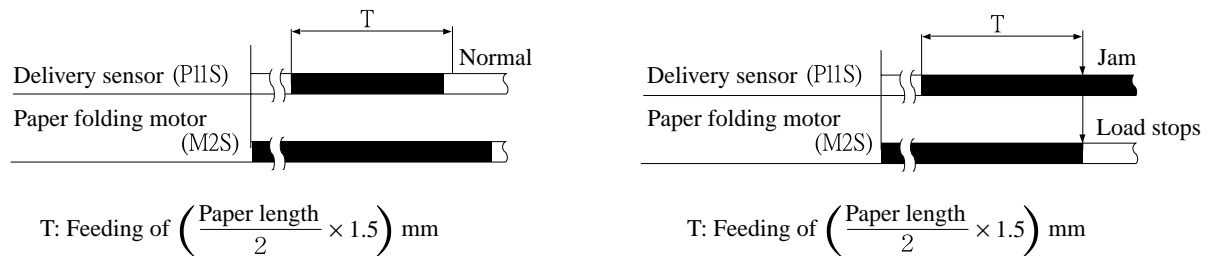 T
Normal
Delivery sensor (P11S)
Paper folding motor
(M2S)
T: Feeding of (Paper length / 2 × 1.5) mm
T
Jam
Delivery sensor (P11S)
Paper folding motor
(M2S)
Load stops
T: Feeding of (Paper length / 2 × 1.5) mm